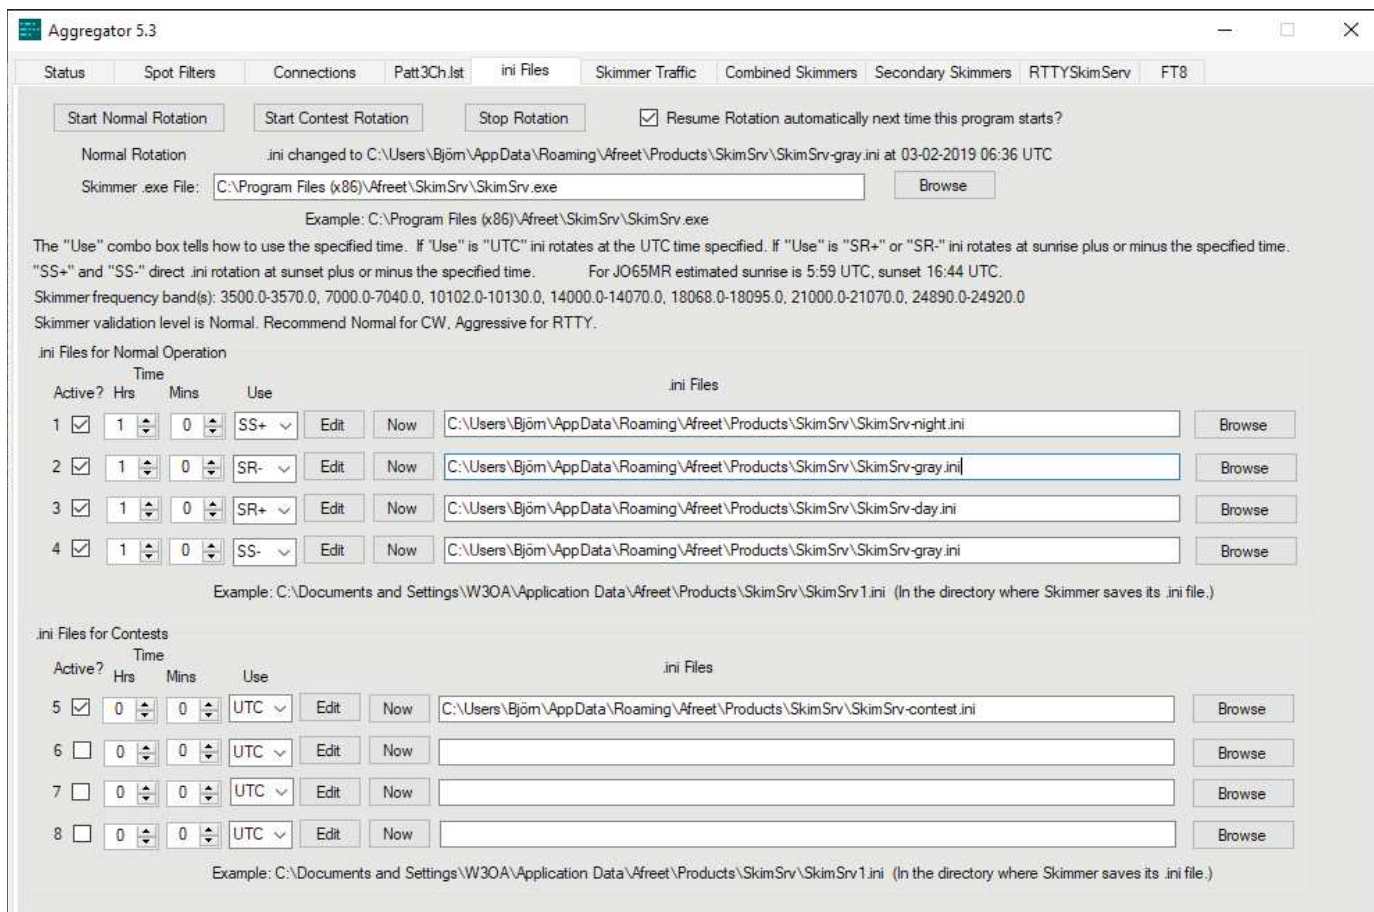 Aggregator 5.3
Status Spot Filters Connections Patt3Ch.lst ini Files Skimmer Traffic Combined Skimmers Secondary Skimmers RTTYSkimServ FT8
Start Normal Rotation Start Contest Rotation Stop Rotation Resume Rotation automatically next time this program starts?
Normal Rotation .ini changed to C:\Users\Björn\AppData\Roaming\Afreet\Products\SkimSrv\SkimSrv-gray.ini at 03-02-2019 06:36 UTC
Skimmer .exe File: C:\Program Files (x86)\Afreet\SkimSrv\SkimSrv.exe Browse
Example: C:\Program Files (x86)\Afreet\SkimSrv\SkimSrv.exe
The "Use" combo box tells how to use the specified time. If 'Use" is "UTC" ini rotates at the UTC time specified. If "Use" is "SR+" or "SR-" ini rotates at sunrise plus or minus the specified time.
"SS+" and "SS-" direct .ini rotation at sunset plus or minus the specified time. For JO65MR estimated sunrise is 5:59 UTC, sunset 16:44 UTC.
Skimmer frequency band(s): 3500.0-3570.0, 7000.0-7040.0, 10102.0-10130.0, 14000.0-14070.0, 18068.0-18095.0, 21000.0-21070.0, 24890.0-24920.0
Skimmer validation level is Normal. Recommend Normal for CW, Aggressive for RTTY.
.ini Files for Normal Operation
Time
Active? Hrs Mins Use .ini Files
1 1 0 SS+ Edit Now C:\Users\Björn\AppData\Roaming\Afreet\Products\SkimSrv\SkimSrv-night.ini Browse
2 1 0 SR- Edit Now C:\Users\Björn\AppData\Roaming\Afreet\Products\SkimSrv\SkimSrv-gray.ini Browse
3 1 0 SR+ Edit Now C:\Users\Björn\AppData\Roaming\Afreet\Products\SkimSrv\SkimSrv-day.ini Browse
4 1 0 SS- Edit Now C:\Users\Björn\AppData\Roaming\Afreet\Products\SkimSrv\SkimSrv-gray.ini Browse
Example: C:\Documents and Settings\W3OA\Application Data\Afreet\Products\SkimSrv\SkimSrv1.ini (In the directory where Skimmer saves its .ini file.)
.ini Files for Contests
Time
Active? Hrs Mins Use .ini Files
5 0 0 UTC Edit Now C:\Users\Björn\AppData\Roaming\Afreet\Products\SkimSrv\SkimSrv-contest.ini Browse
6 0 0 UTC Edit Now Browse
7 0 0 UTC Edit Now Browse
8 0 0 UTC Edit Now Browse
Example: C:\Documents and Settings\W3OA\Application Data\Afreet\Products\SkimSrv\SkimSrv1.ini (In the directory where Skimmer saves its .ini file.)